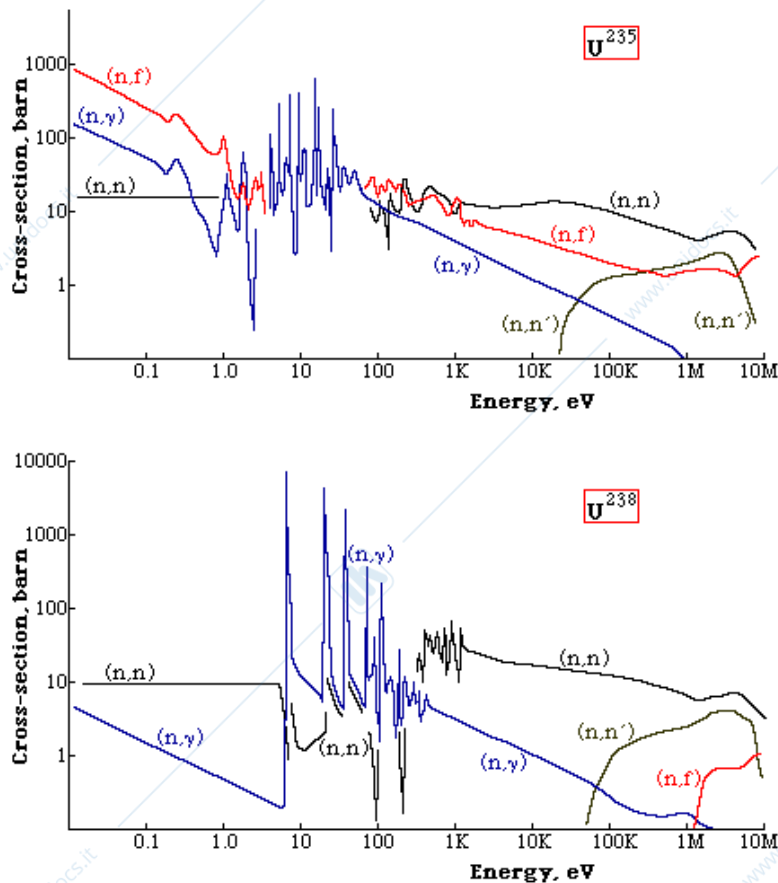 U²³⁵
Cross-section, barn
1000
100
10
1
(n,f)
(n,γ)
(n,n)
(n,n)
(n,f)
(n,γ)
(n,n´)
(n,n´)
0.1 1.0 10 100 1K 10K 100K 1M 10M
Energy, eV
U²³⁸
Cross-section, barn
10000
1000
100
10
1
(n,γ)
(n,n)
(n,n)
(n,γ)
(n,n)
(n,γ)
(n,n´)
(n,f)
0.1 1.0 10 100 1K 10K 100K 1M 10M
Energy, eV